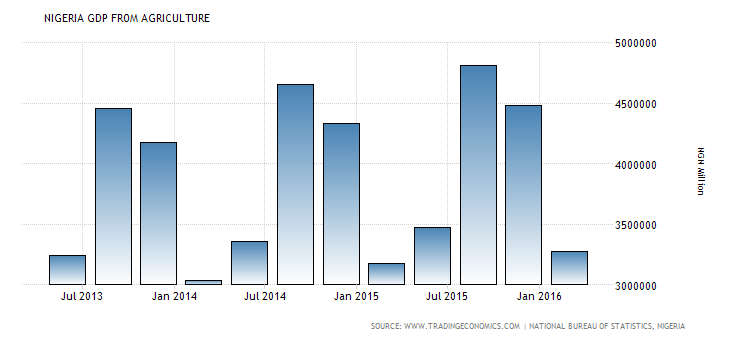 NIGERIA GDP FROM AGRICULTURE
5000000
4500000
4000000
3500000
3000000
NGN Million
Jul 2013 Jan 2014 Jul 2014 Jan 2015 Jul 2015 Jan 2016
SOURCE: WWW.TRADINGECONOMICS.COM | NATIONAL BUREAU OF STATISTICS, NIGERIA